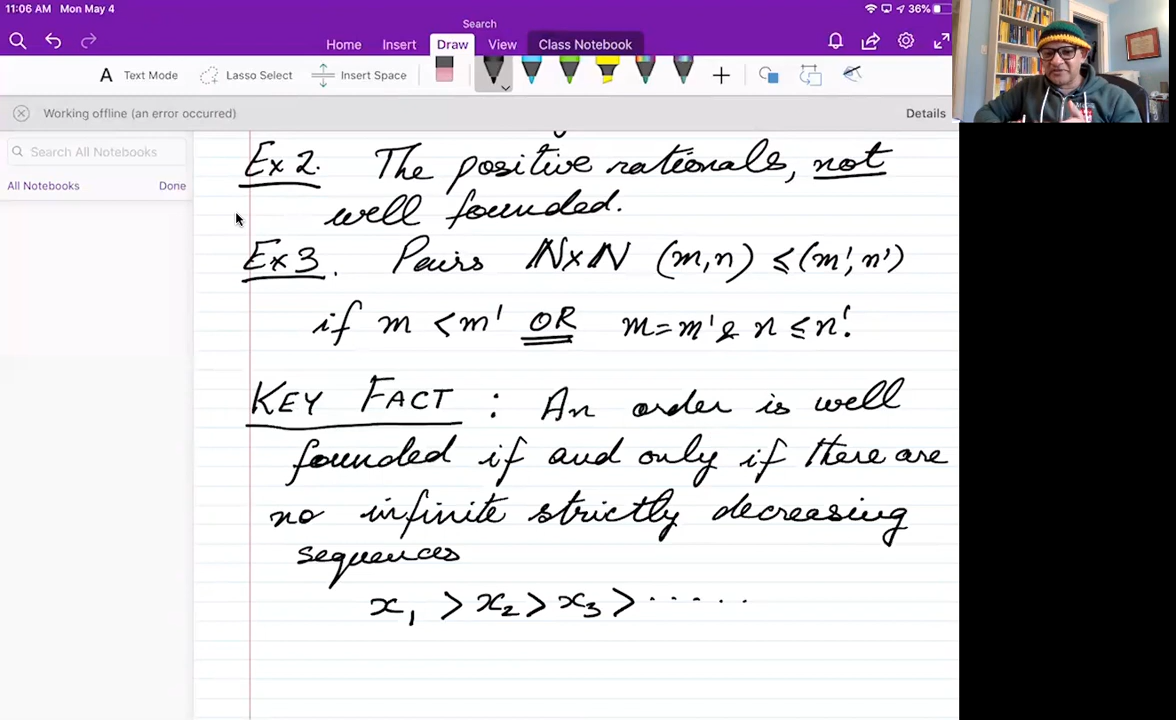 11:06 AM Mon May 4
36%
Search
Home Insert Draw View Class Notebook
Text Mode Lasso Select Insert Space
Working offline (an error occurred) Details
Search All Notebooks
All Notebooks Done
Ex 2. The positive rationals, not
well founded.
Ex 3. Pairs ℕ×ℕ (m,n) ≤ (m', n')
if m < m' OR m = m' & n ≤ n'.
KEY FACT : An order is well
founded if and only if there are
no infinite strictly decreasing
sequences
x₁ > x₂ > x₃ > ......